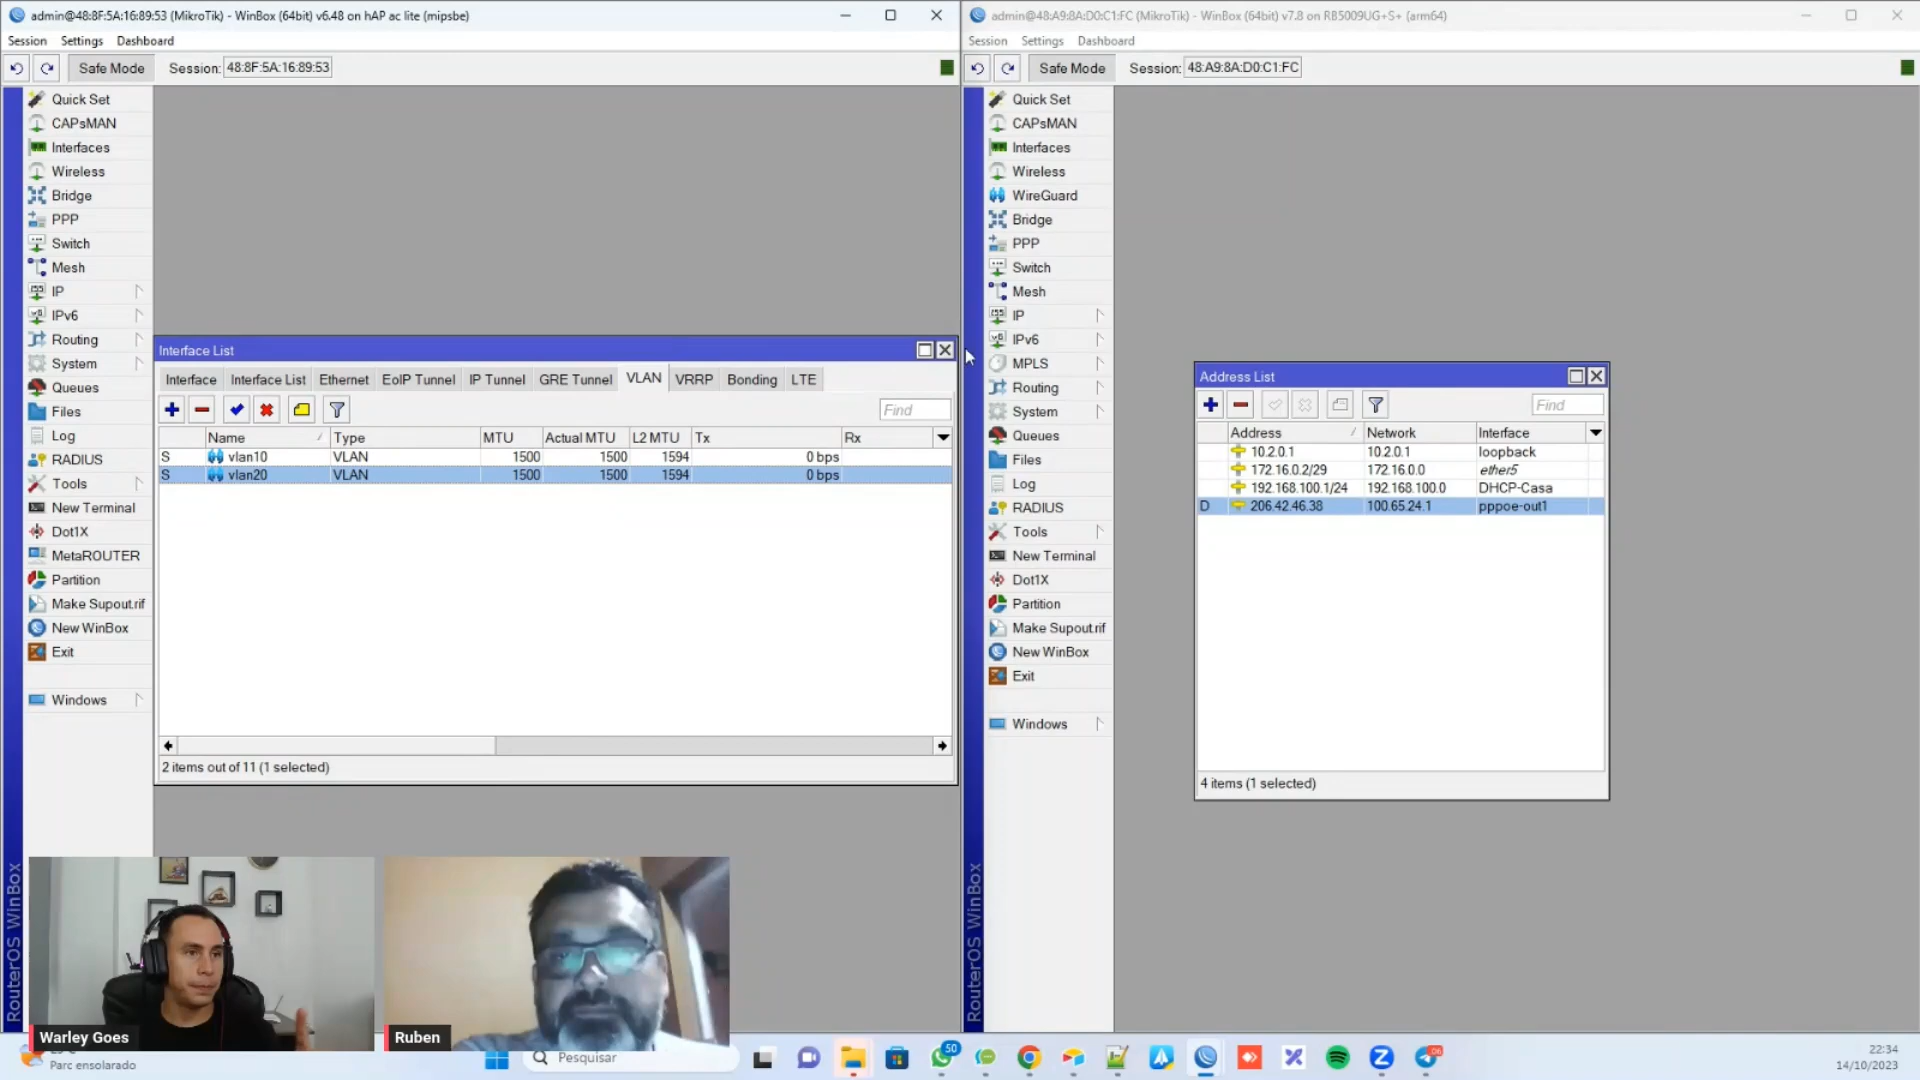 admin@48:8F:5A:16:89:53 (MikroTik) - WinBox (64bit) v6.48 on hAP ac lite (mipsbe)
Session Settings Dashboard
Safe Mode Session: 48:8F:5A:16:89:53
Quick Set
CAPsMAN
Interfaces
Wireless
Bridge
PPP
Switch
Mesh
IP
IPv6
Routing
System
Queues
Files
Log
RADIUS
Tools
New Terminal
Dot1X
MetaROUTER
Partition
Make Supout.rif
New WinBox
Exit
Windows
RouterOS WinBox
Interface List
Interface Interface List Ethernet EoIP Tunnel IP Tunnel GRE Tunnel VLAN VRRP Bonding LTE
Find
Name Type MTU Actual MTU L2 MTU Tx Rx
S vlan10 VLAN 1500 1500 1594 0 bps
S vlan20 VLAN 1500 1500 1594 0 bps
2 items out of 11 (1 selected)
admin@48:A9:8A:D0:C1:FC (MikroTik) - WinBox (64bit) v7.8 on RB5009UG+S+ (arm64)
Session Settings Dashboard
Safe Mode Session: 48:A9:8A:D0:C1:FC
Quick Set
CAPsMAN
Interfaces
Wireless
WireGuard
Bridge
PPP
Switch
Mesh
IP
IPv6
MPLS
Routing
System
Queues
Files
Log
RADIUS
Tools
New Terminal
Dot1X
Partition
Make Supout.rif
New WinBox
Exit
Windows
RouterOS WinBox
Address List
Find
Address Network Interface
10.2.0.1 10.2.0.1 loopback
172.16.0.2/29 172.16.0.0 ether5
192.168.100.1/24 192.168.100.0 DHCP-Casa
D 206.42.46.38 100.65.24.1 pppoe-out1
4 items (1 selected)
Warley Goes
Ruben
Parc ensolarado
Pesquisar
50
22:34
14/10/2023